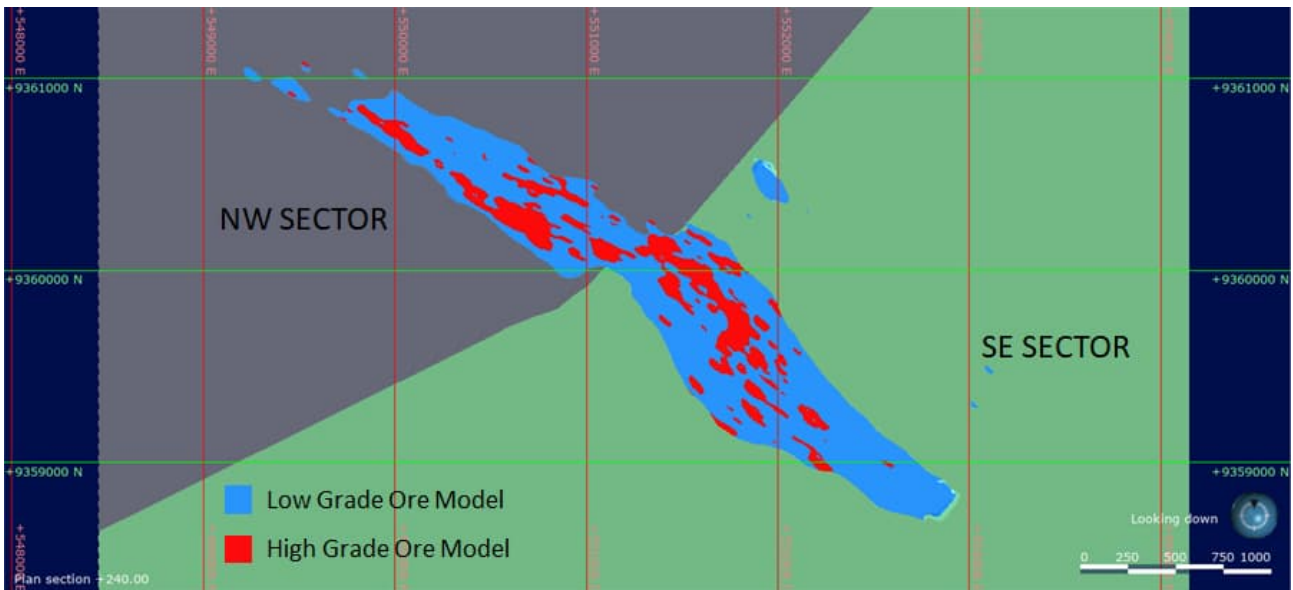 +548000 E
+549000 E
+550000 E
+551000 E
+552000 E
+9361000 N
+9361000 N
NW SECTOR
+9360000 N
+9360000 N
SE SECTOR
+9359000 N
+9359000 N
Low Grade Ore Model
High Grade Ore Model
Looking down
0 250 500 750 1000
+548000 E
Plan section +240.00